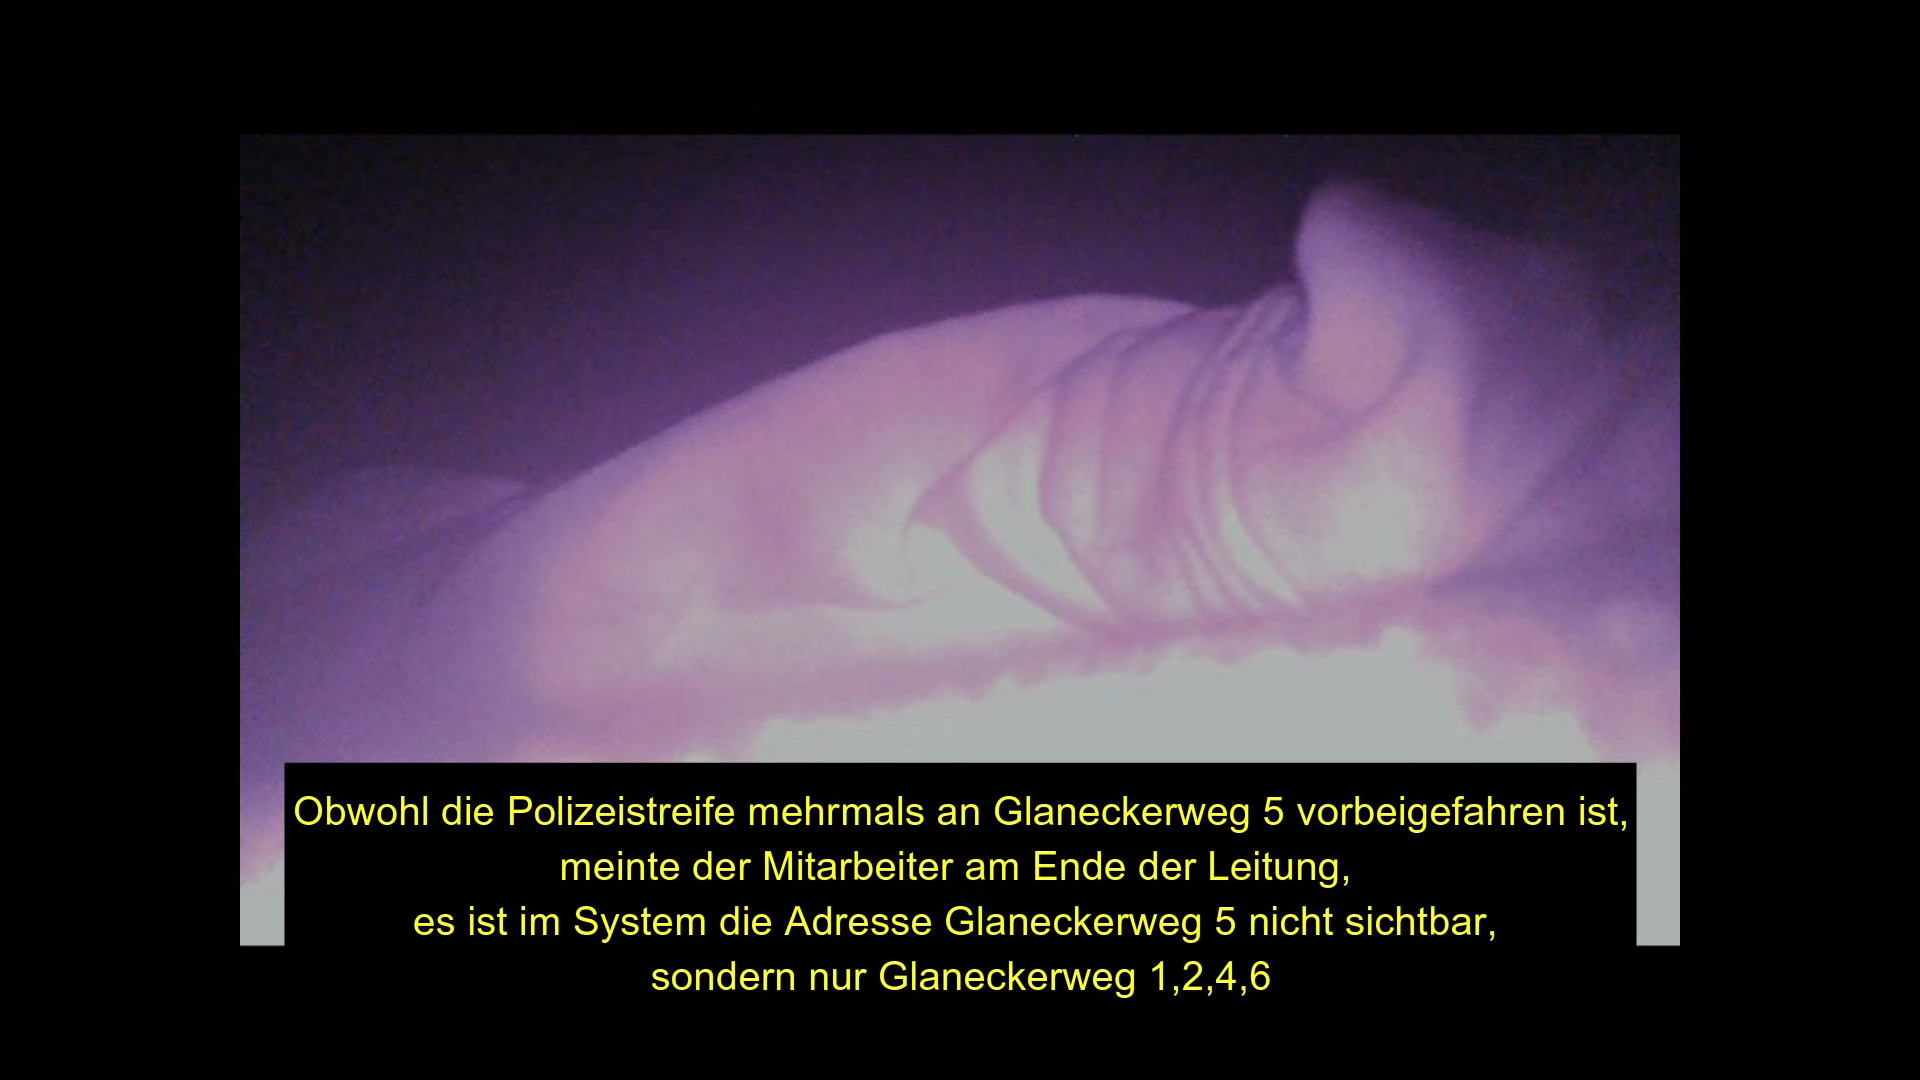 Obwohl die Polizeistreife mehrmals an Glaneckerweg 5 vorbeigefahren ist,
meinte der Mitarbeiter am Ende der Leitung,
es ist im System die Adresse Glaneckerweg 5 nicht sichtbar,
sondern nur Glaneckerweg 1,2,4,6